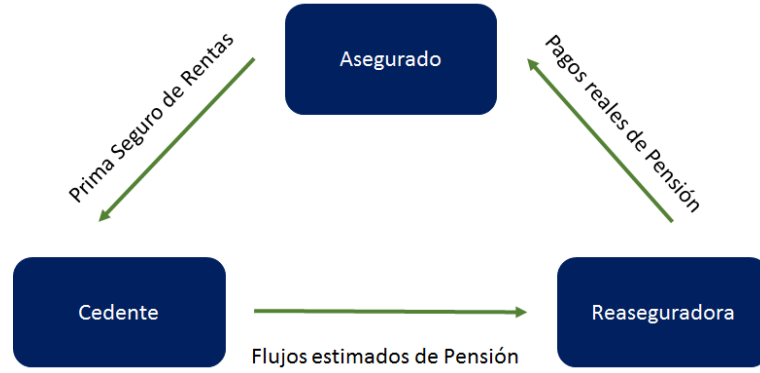 Asegurado
Prima Seguro de Rentas
Pagos reales de Pensión
Cedente
Reaseguradora
Flujos estimados de Pensión